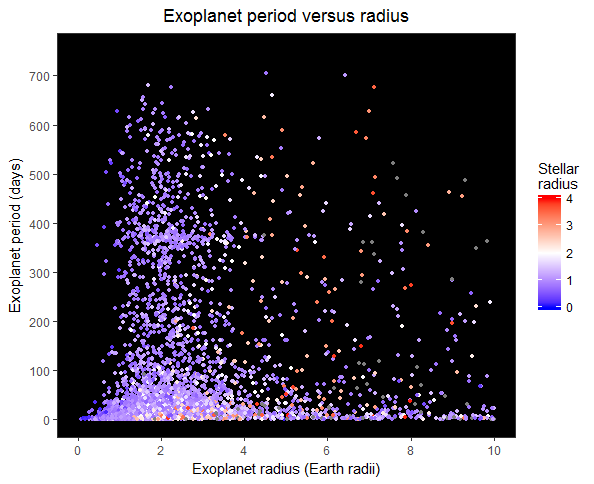 Exoplanet period versus radius
Exoplanet period (days)
700
600
500
400
300
200
100
0
0 2 4 6 8 10
Exoplanet radius (Earth radii)
Stellar
radius
4
3
2
1
0